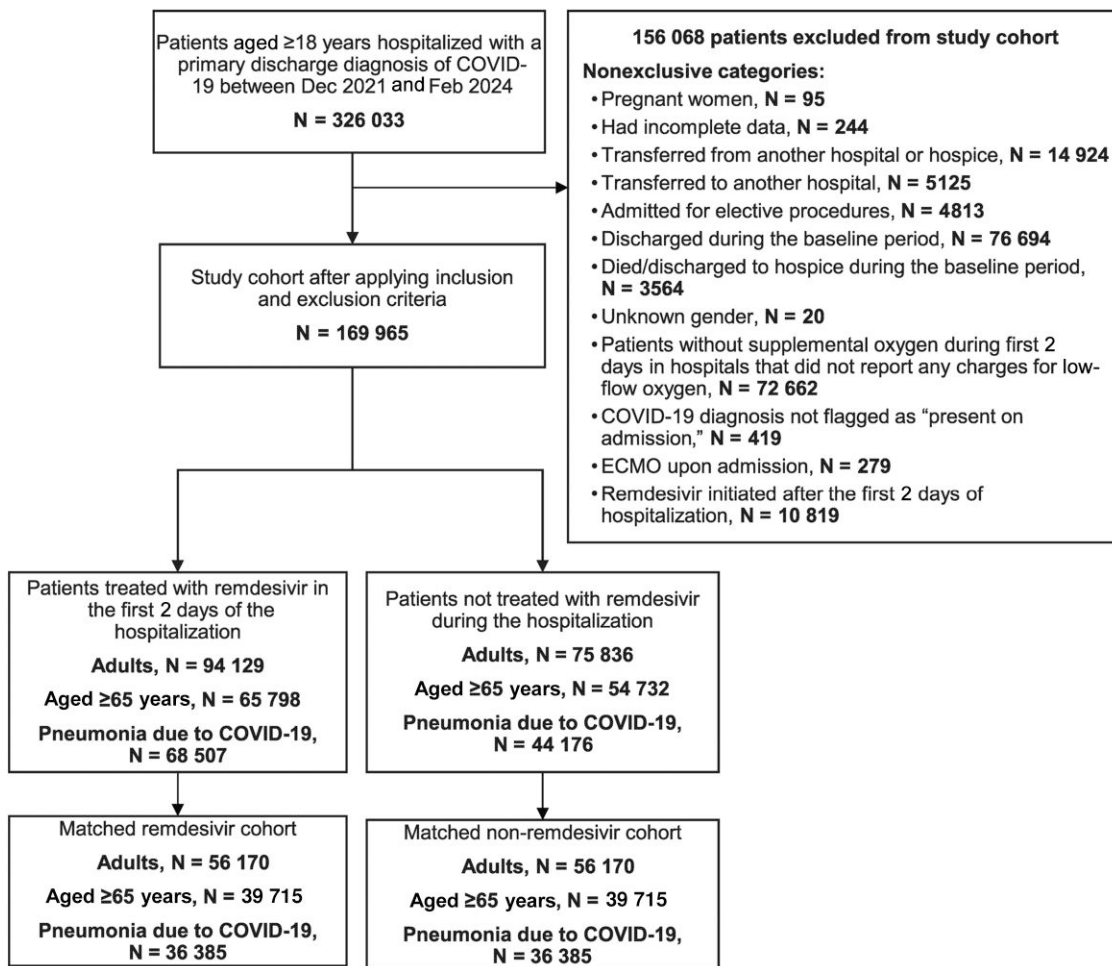 Patients aged ≥18 years hospitalized with a
primary discharge diagnosis of COVID-
19 between Dec 2021 and Feb 2024
N = 326 033
156 068 patients excluded from study cohort
Nonexclusive categories:
• Pregnant women, N = 95
• Had incomplete data, N = 244
• Transferred from another hospital or hospice, N = 14 924
• Transferred to another hospital, N = 5125
• Admitted for elective procedures, N = 4813
• Discharged during the baseline period, N = 76 694
• Died/discharged to hospice during the baseline period,
N = 3564
• Unknown gender, N = 20
• Patients without supplemental oxygen during first 2
days in hospitals that did not report any charges for low-
flow oxygen, N = 72 662
• COVID-19 diagnosis not flagged as “present on
admission,” N = 419
• ECMO upon admission, N = 279
• Remdesivir initiated after the first 2 days of
hospitalization, N = 10 819
Study cohort after applying inclusion
and exclusion criteria
N = 169 965
Patients treated with remdesivir in
the first 2 days of the
hospitalization
Adults, N = 94 129
Aged ≥65 years, N = 65 798
Pneumonia due to COVID-19,
N = 68 507
Patients not treated with remdesivir
during the hospitalization
Adults, N = 75 836
Aged ≥65 years, N = 54 732
Pneumonia due to COVID-19,
N = 44 176
Matched remdesivir cohort
Adults, N = 56 170
Aged ≥65 years, N = 39 715
Pneumonia due to COVID-19,
N = 36 385
Matched non-remdesivir cohort
Adults, N = 56 170
Aged ≥65 years, N = 39 715
Pneumonia due to COVID-19,
N = 36 385